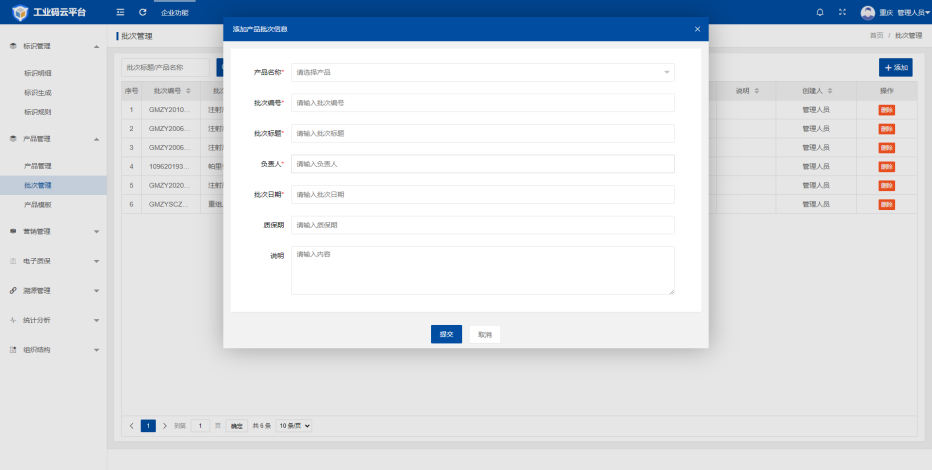 工业码云平台
企业功能
重庆 管理人员
标识管理
标识明细
标识生成
标识规则
产品管理
产品管理
批次管理
产品模板
营销管理
电子质保
溯源管理
统计分析
组织结构
批次管理
首页 / 批次管理
批次标题/产品名称
+ 添加
序号 批次编号 说明 创建人 操作
1 GMZY2010... 注射 管理人员 删除
2 GMZY2006... 注射 管理人员 删除
3 GMZY2006... 注射 管理人员 删除
4 109620193... 帕里 管理人员 删除
5 GMZY2020... 注射 管理人员 删除
6 GMZYSCZ... 重组 管理人员 删除
添加产品批次信息
产品名称* 请选择产品
批次编号* 请输入批次编号
批次标题* 请输入批次标题
负责人* 请输入负责人
批次日期* 请输入批次日期
质保期 请输入质保期
说明 请输入内容
提交 取消
1 到第 1 页 确定 共 6 条 10 条/页